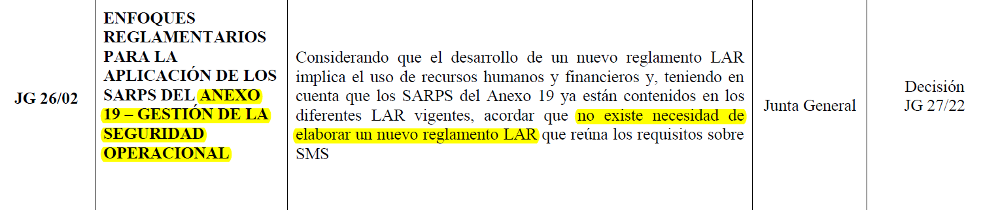 JG 26/02
ENFOQUES
REGLAMENTARIOS
PARA LA
APLICACIÓN DE LOS
SARPS DEL ANEXO
19 – GESTIÓN DE LA
SEGURIDAD
OPERACIONAL
Considerando que el desarrollo de un nuevo reglamento LAR
implica el uso de recursos humanos y financieros y, teniendo en
cuenta que los SARPS del Anexo 19 ya están contenidos en los
diferentes LAR vigentes, acordar que no existe necesidad de
elaborar un nuevo reglamento LAR que reúna los requisitos sobre
SMS
Junta General
Decisión
JG 27/22